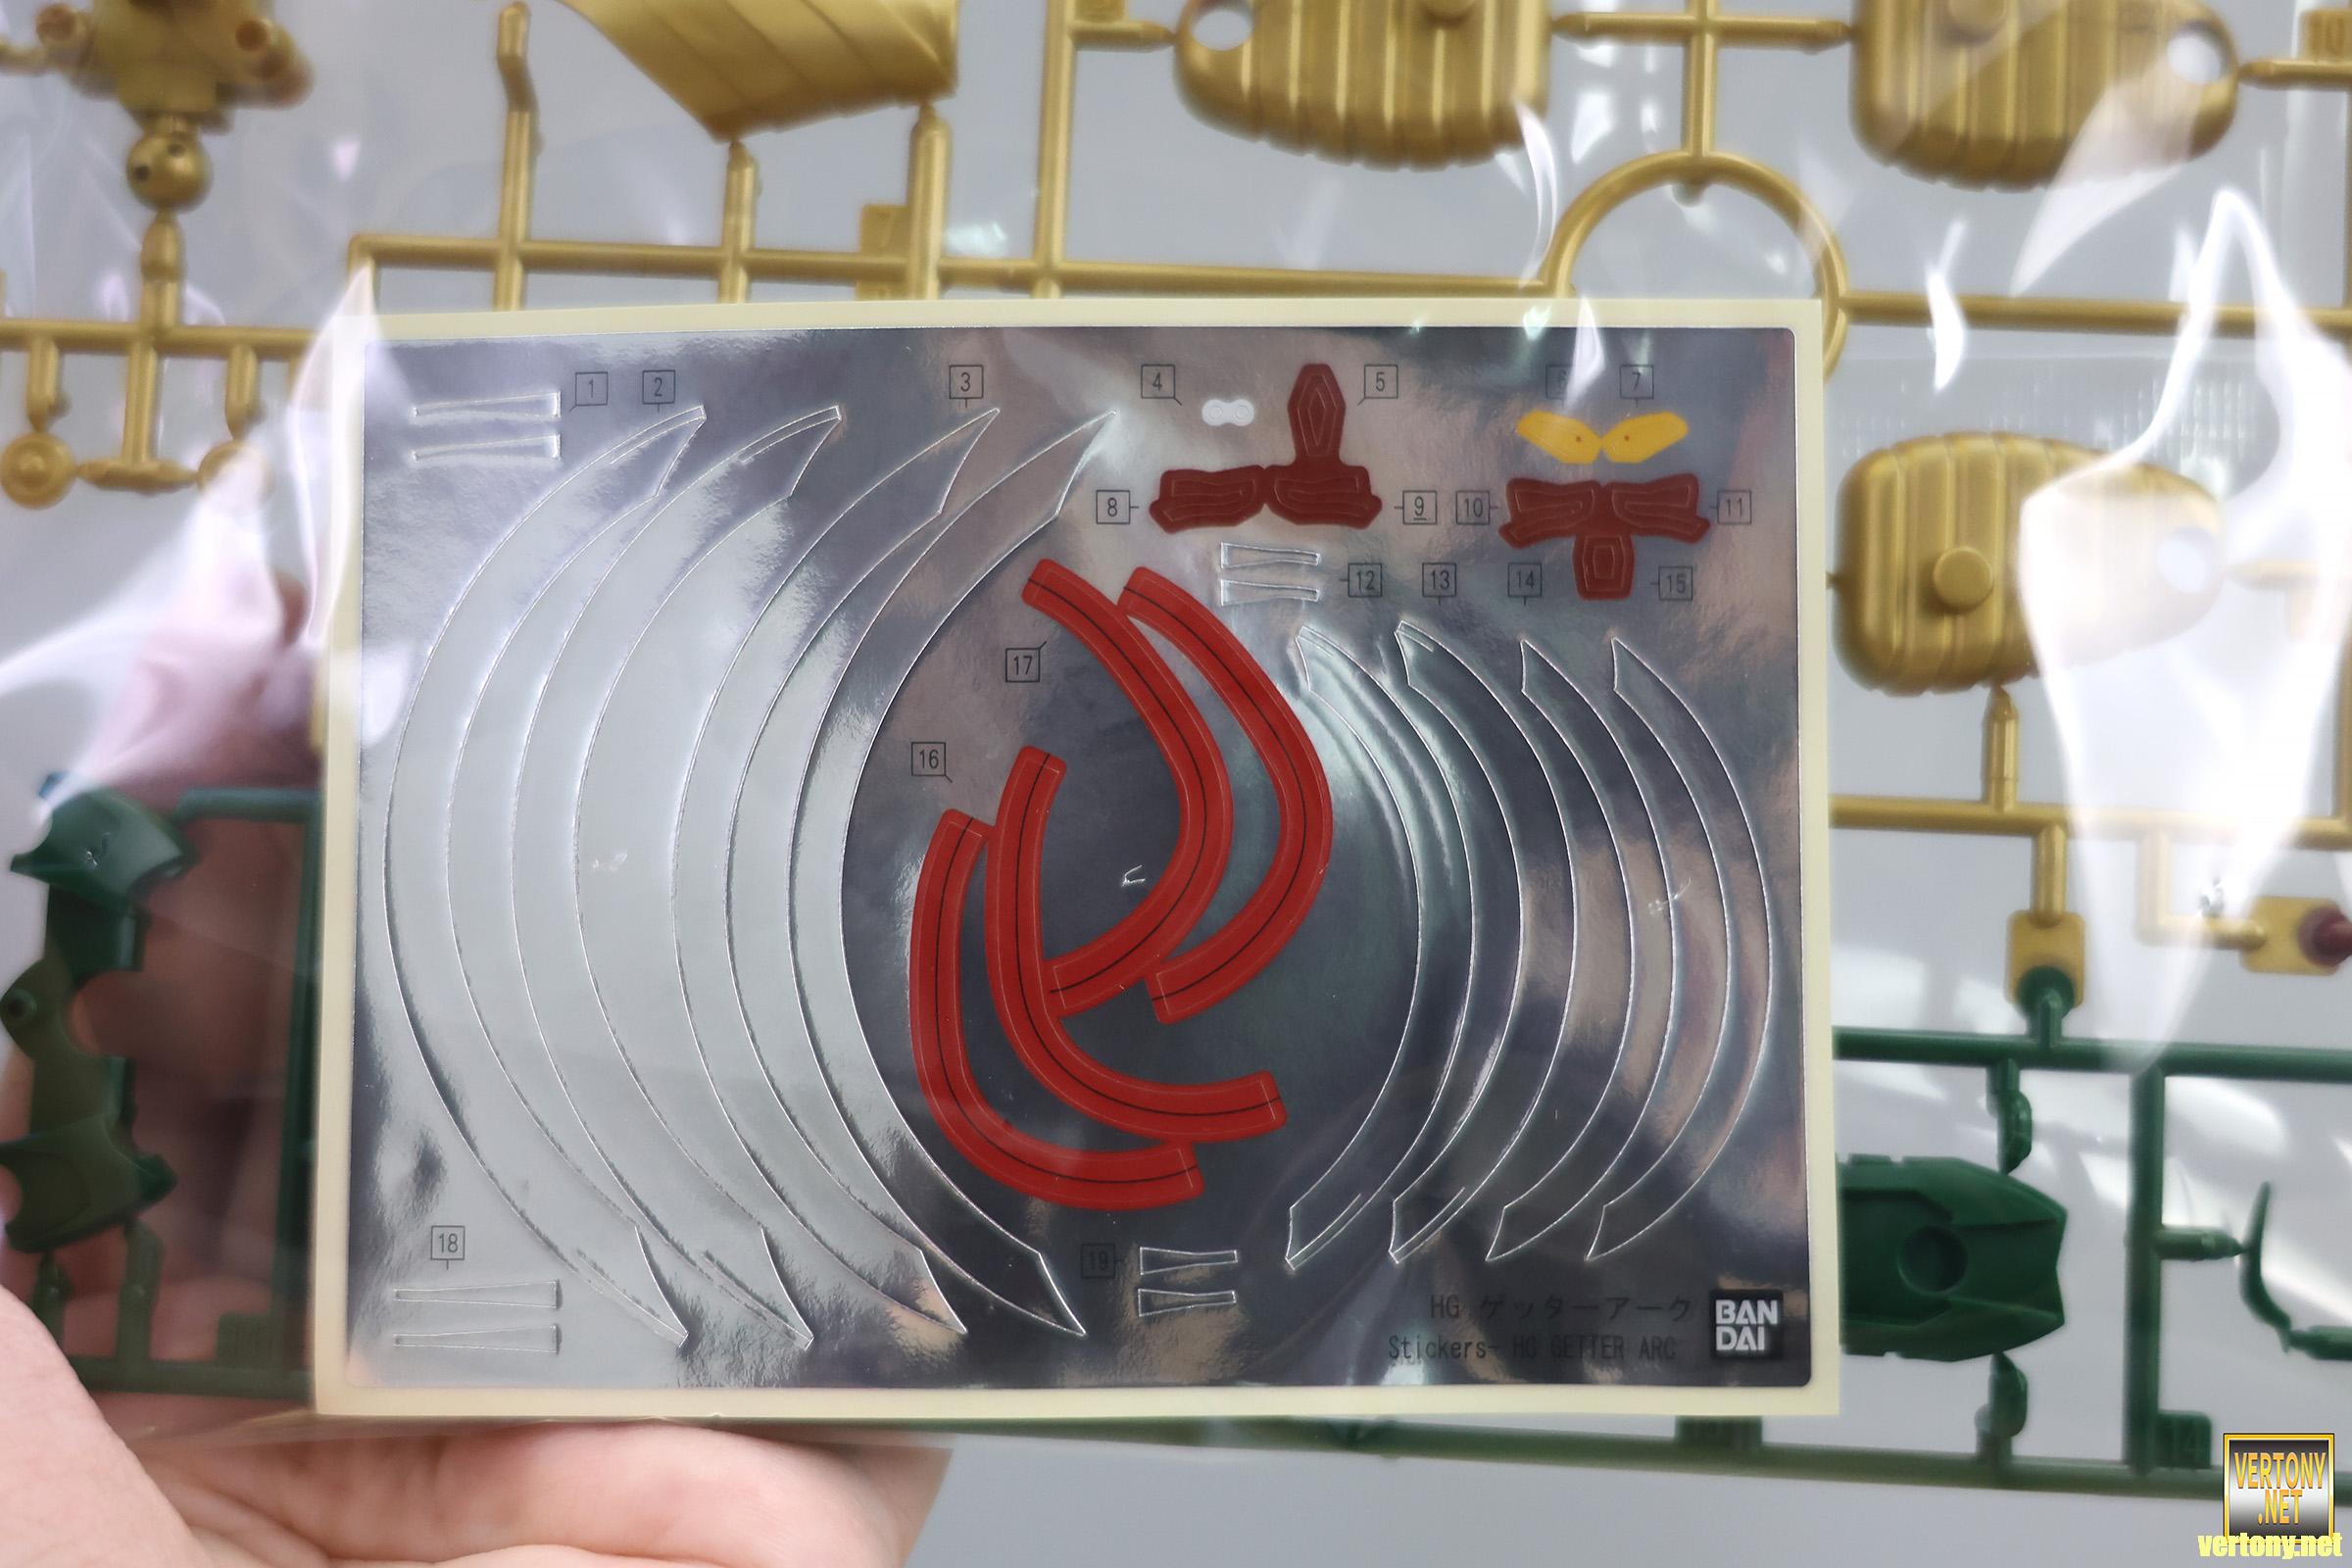 1 2 3 4 5 6 7
8 9 10 11
12 13 14 15
17
16
18
19
HG ゲッターアーク
Stickers- HG GETTER ARC
BAN
DAI
VERTONY
.NET
vertony.net